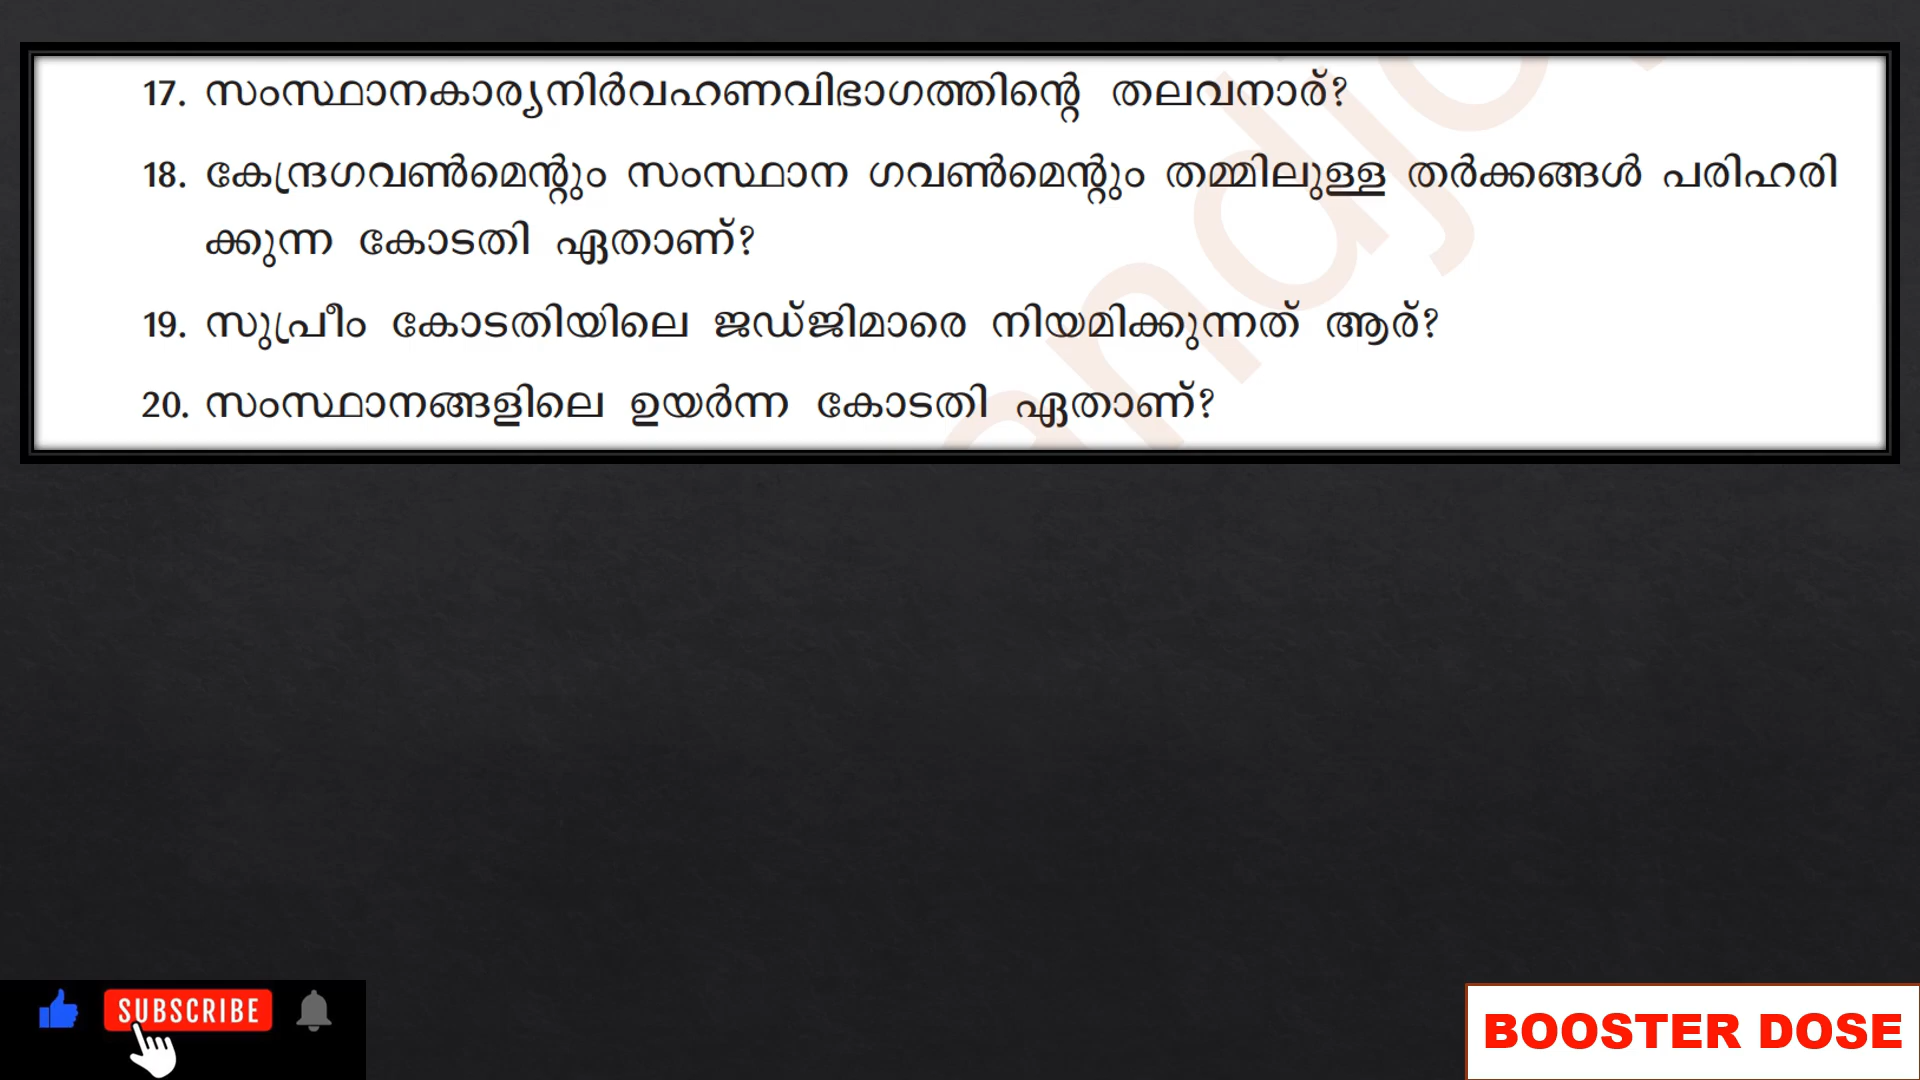 17. സംസ്ഥാനകാര്യനിർവഹണവിഭാഗത്തിന്റെ തലവനാര്?
18. കേന്ദ്രഗവൺമെന്റും സംസ്ഥാന ഗവൺമെന്റും തമ്മിലുള്ള തർക്കങ്ങൾ പരിഹരി
ക്കുന്ന കോടതി ഏതാണ്?
19. സുപ്രീം കോടതിയിലെ ജഡ്ജിമാരെ നിയമിക്കുന്നത് ആര്?
20. സംസ്ഥാനങ്ങളിലെ ഉയർന്ന കോടതി ഏതാണ്?
SUBSCRIBE
BOOSTER DOSE